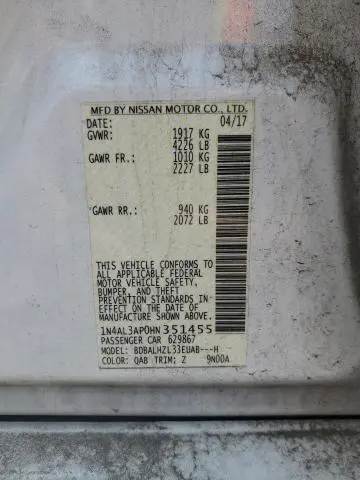 MFD BY NISSAN MOTOR CO., LTD.
DATE: 04/17
GVWR: 1917 KG
4226 LB
GAWR FR.: 1010 KG
2227 LB
GAWR RR.: 940 KG
2072 LB
THIS VEHICLE CONFORMS TO
ALL APPLICABLE FEDERAL
MOTOR VEHICLE SAFETY,
BUMPER, AND THEFT
PREVENTION STANDARDS
IN EFFECT ON THE DATE OF
MANUFACTURE SHOWN ABOVE.
1N4AL3AP0HN351455
PASSENGER CAR 629867
MODEL: BDBALHZL33EUAB---H
COLOR: QAB TRIM: Z 9N00A